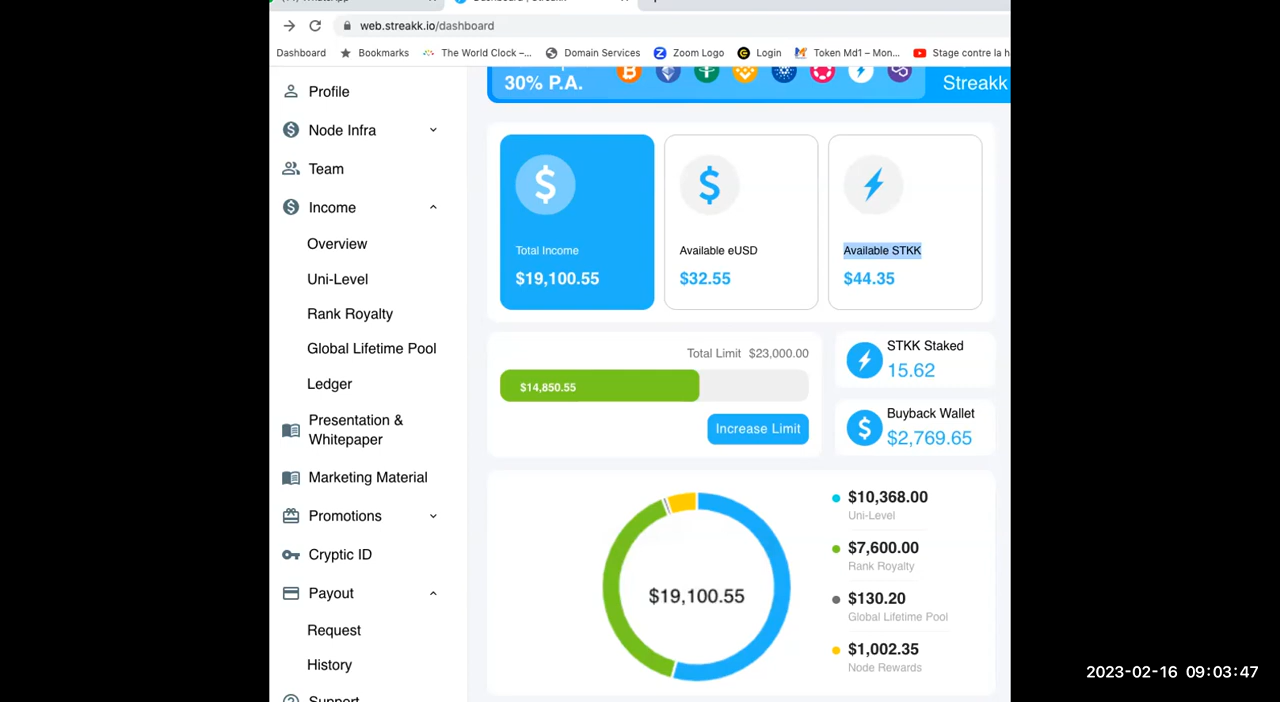 web.streakk.io/dashboard
Dashboard Bookmarks The World Clock –... Domain Services Zoom Logo Login Token Md1 – Mon... Stage contre la h
30% P.A.
Streakk
Profile
Node Infra
Team
Income
Overview
Uni-Level
Rank Royalty
Global Lifetime Pool
Ledger
Presentation &
Whitepaper
Marketing Material
Promotions
Cryptic ID
Payout
Request
History
Support
Total Income
$19,100.55
Available eUSD
$32.55
Available STKK
$44.35
Total Limit $23,000.00
$14,850.55
Increase Limit
STKK Staked
15.62
Buyback Wallet
$2,769.65
$19,100.55
$10,368.00
Uni-Level
$7,600.00
Rank Royalty
$130.20
Global Lifetime Pool
$1,002.35
Node Rewards
2023-02-16 09:03:47